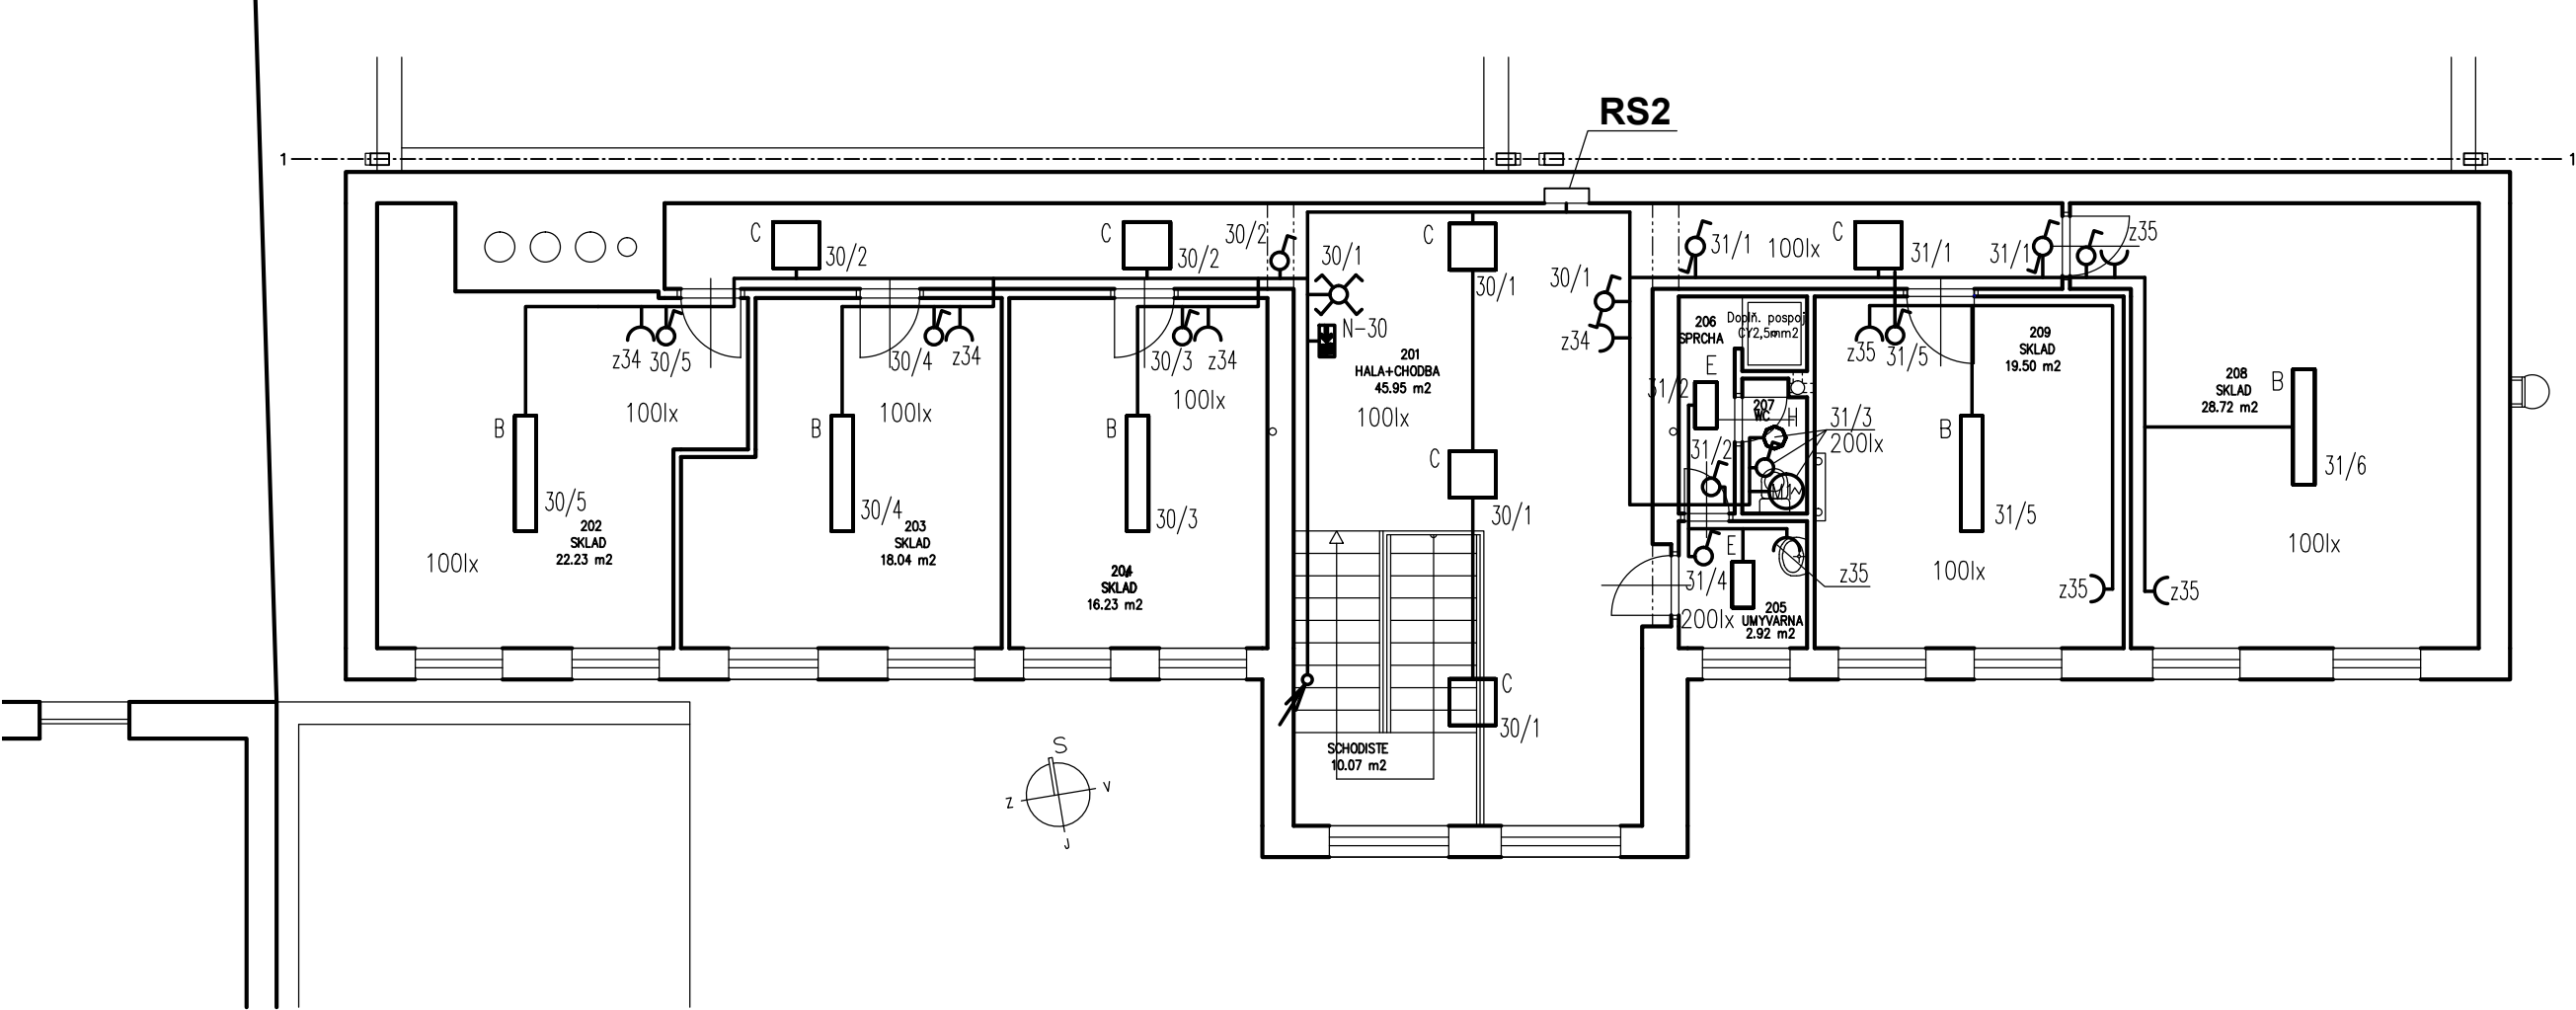 RS2
1
1
C
30/2
C
30/2
30/2
30/1
C
30/1
30/1
31/1
100lx
C
31/1
31/1
z35
N-30
z34
z34
30/5
30/4
z34
30/3
z34
201
HALA+CHODBA
45.95 m2
100lx
206
SPRCHA
Doplň. pospoj
CY2,5mm2
E
31/2
207
WC
H
31/3
200lx
31/2
z35
31/5
209
SKLAD
19.50 m2
208
SKLAD
28.72 m2
B
31/6
100lx
100lx
100lx
100lx
B
B
B
B
30/5
202
SKLAD
22.23 m2
100lx
30/4
203
SKLAD
18.04 m2
30/3
204
SKLAD
16.23 m2
C
30/1
31/5
100lx
z35
z35
E
31/4
z35
200lx
205
UMYVARNA
2.92 m2
C
30/1
SCHODISTE
10.07 m2
S
Z
V
J